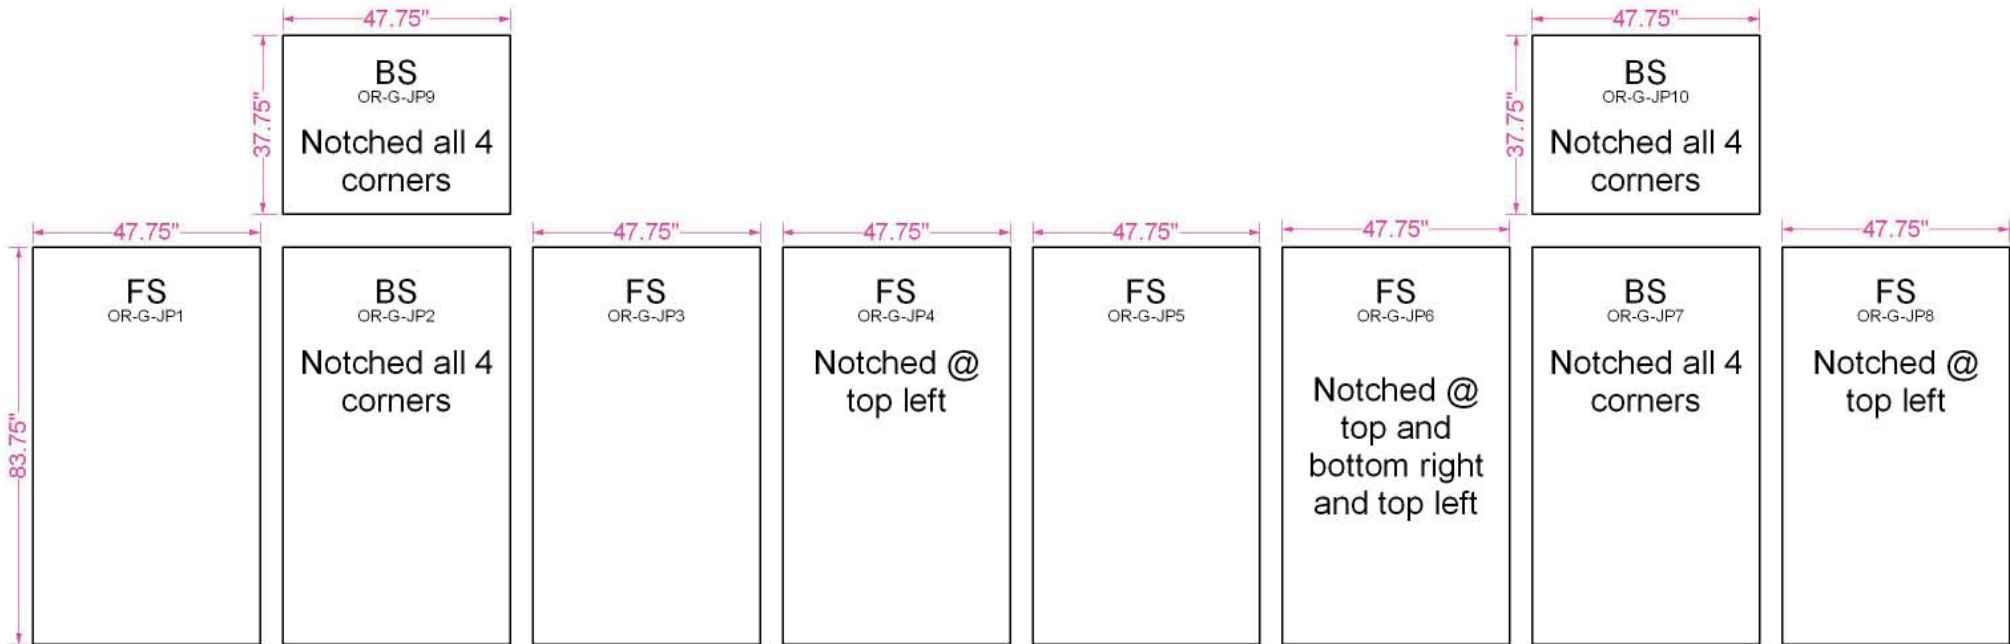 47.75"
47.75"
37.75"
BS
OR-G-JP9
Notched all 4
corners
37.75"
BS
OR-G-JP10
Notched all 4
corners
47.75"
47.75"
47.75"
47.75"
47.75"
47.75"
83.75"
FS
OR-G-JP1
BS
OR-G-JP2
Notched all 4
corners
FS
OR-G-JP3
FS
OR-G-JP4
Notched @
top left
FS
OR-G-JP5
FS
OR-G-JP6
Notched @
top and
bottom right
and top left
BS
OR-G-JP7
Notched all 4
corners
FS
OR-G-JP8
Notched @
top left